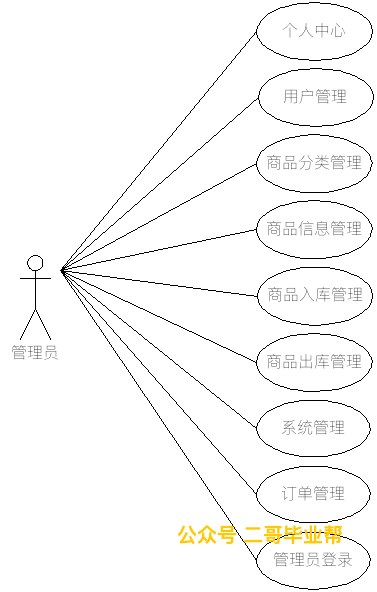 个人中心
用户管理
商品分类管理
商品信息管理
商品入库管理
管理员
商品出库管理
系统管理
订单管理
公众号 二哥毕业帮
管理员登录